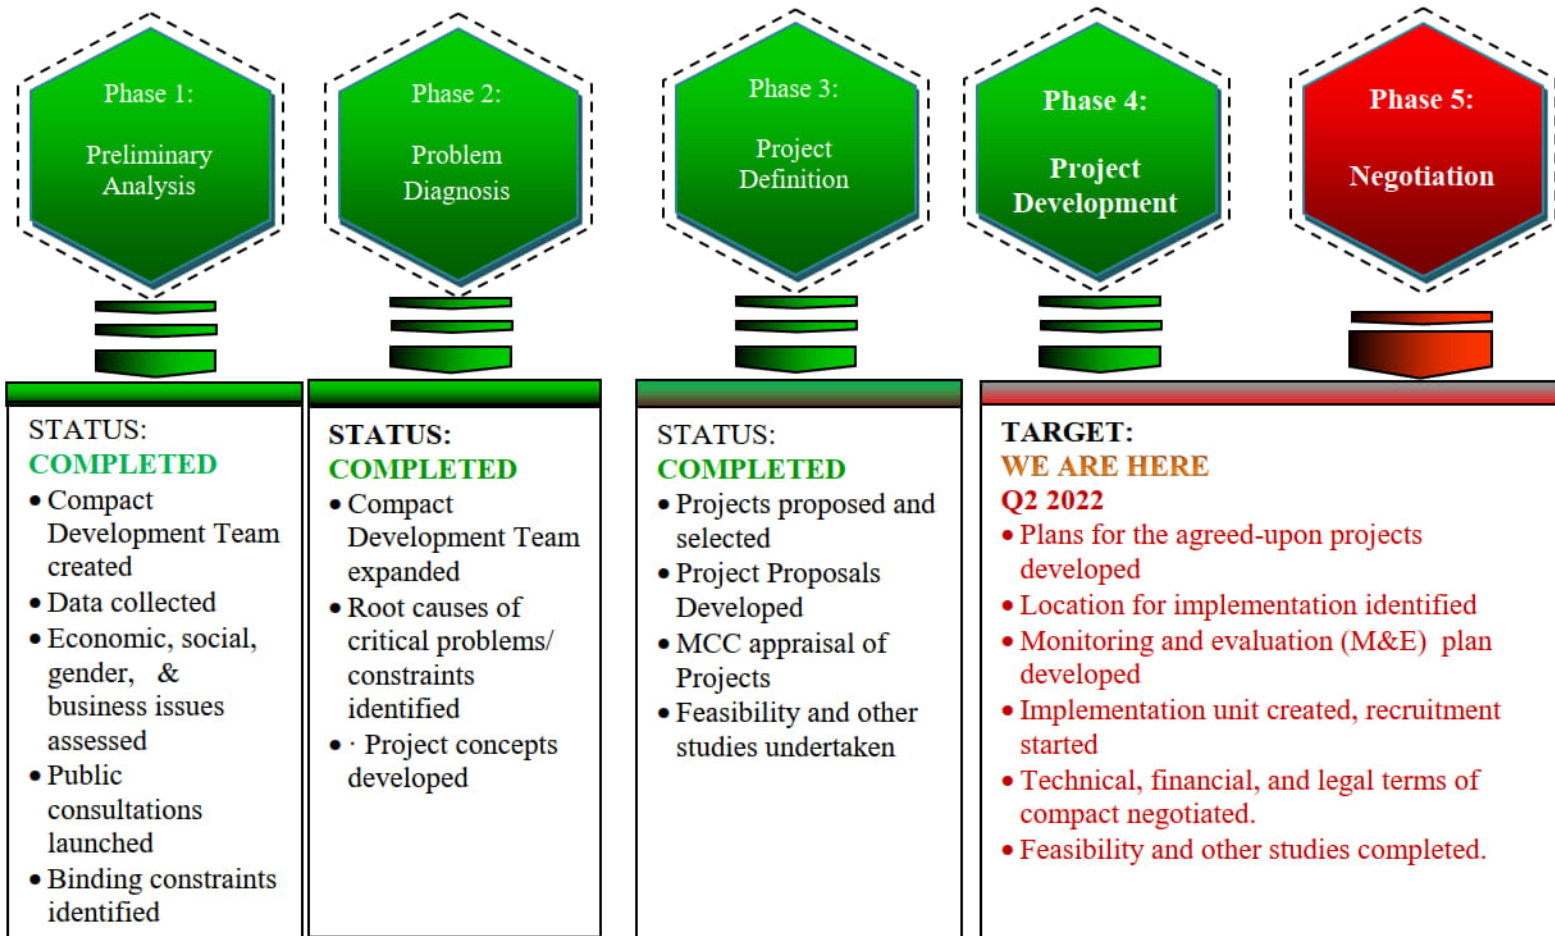 Phase 1:
Preliminary
Analysis
Phase 2:
Problem
Diagnosis
Phase 3:
Project
Definition
Phase 4:
Project
Development
Phase 5:
Negotiation
STATUS:
COMPLETED
• Compact
Development Team
created
• Data collected
• Economic, social,
gender, &
business issues
assessed
• Public
consultations
launched
• Binding constraints
identified
STATUS:
COMPLETED
• Compact
Development Team
expanded
• Root causes of
critical problems/
constraints
identified
• · Project concepts
developed
STATUS:
COMPLETED
• Projects proposed and
selected
• Project Proposals
Developed
• MCC appraisal of
Projects
• Feasibility and other
studies undertaken
TARGET:
WE ARE HERE
Q2 2022
• Plans for the agreed-upon projects
developed
• Location for implementation identified
• Monitoring and evaluation (M&E) plan
developed
• Implementation unit created, recruitment
started
• Technical, financial, and legal terms of
compact negotiated.
• Feasibility and other studies completed.